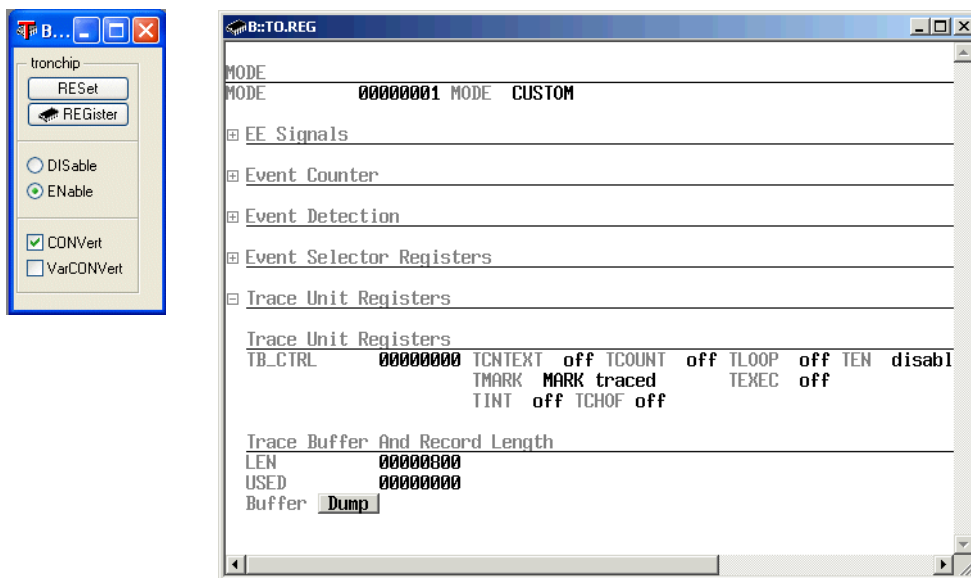 B...
tronchip
RESet
REGister
DISable
ENable
CONVert
VarCONVert
B::TO.REG
MODE
MODE 00000001 MODE CUSTOM
EE Signals
Event Counter
Event Detection
Event Selector Registers
Trace Unit Registers
Trace Unit Registers
TB_CTRL 00000000 TCNTEXT off TCOUNT off TLOOP off TEN disabl
TMARK MARK traced TEXEC off
TINT off TCHOF off
Trace Buffer And Record Length
LEN 00000800
USED 00000000
Buffer Dump